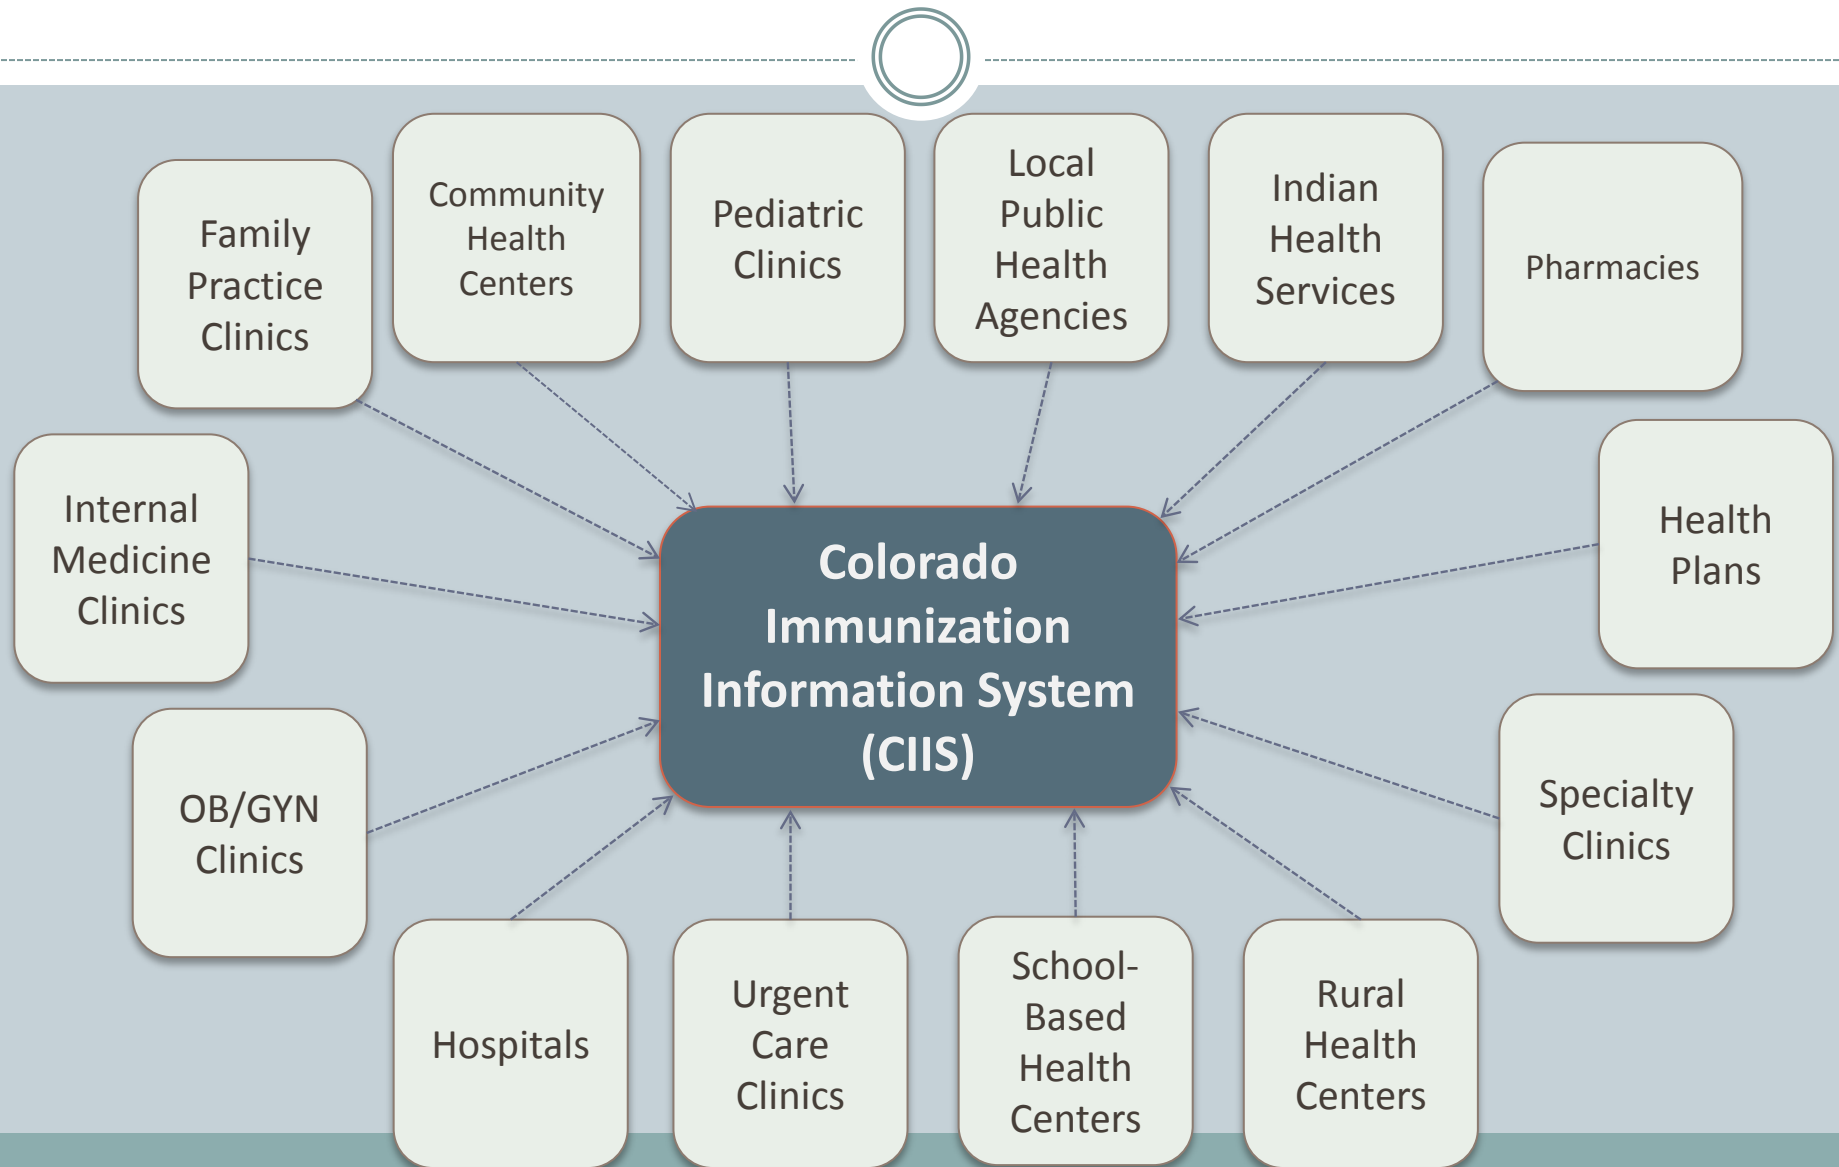 Family
Practice
Clinics
Community
Health
Centers
Pediatric
Clinics
Local
Public
Health
Agencies
Indian
Health
Services
Pharmacies
Internal
Medicine
Clinics
Colorado
Immunization
Information System
(CIIS)
Health
Plans
OB/GYN
Clinics
Specialty
Clinics
Hospitals
Urgent
Care
Clinics
School-
Based
Health
Centers
Rural
Health
Centers